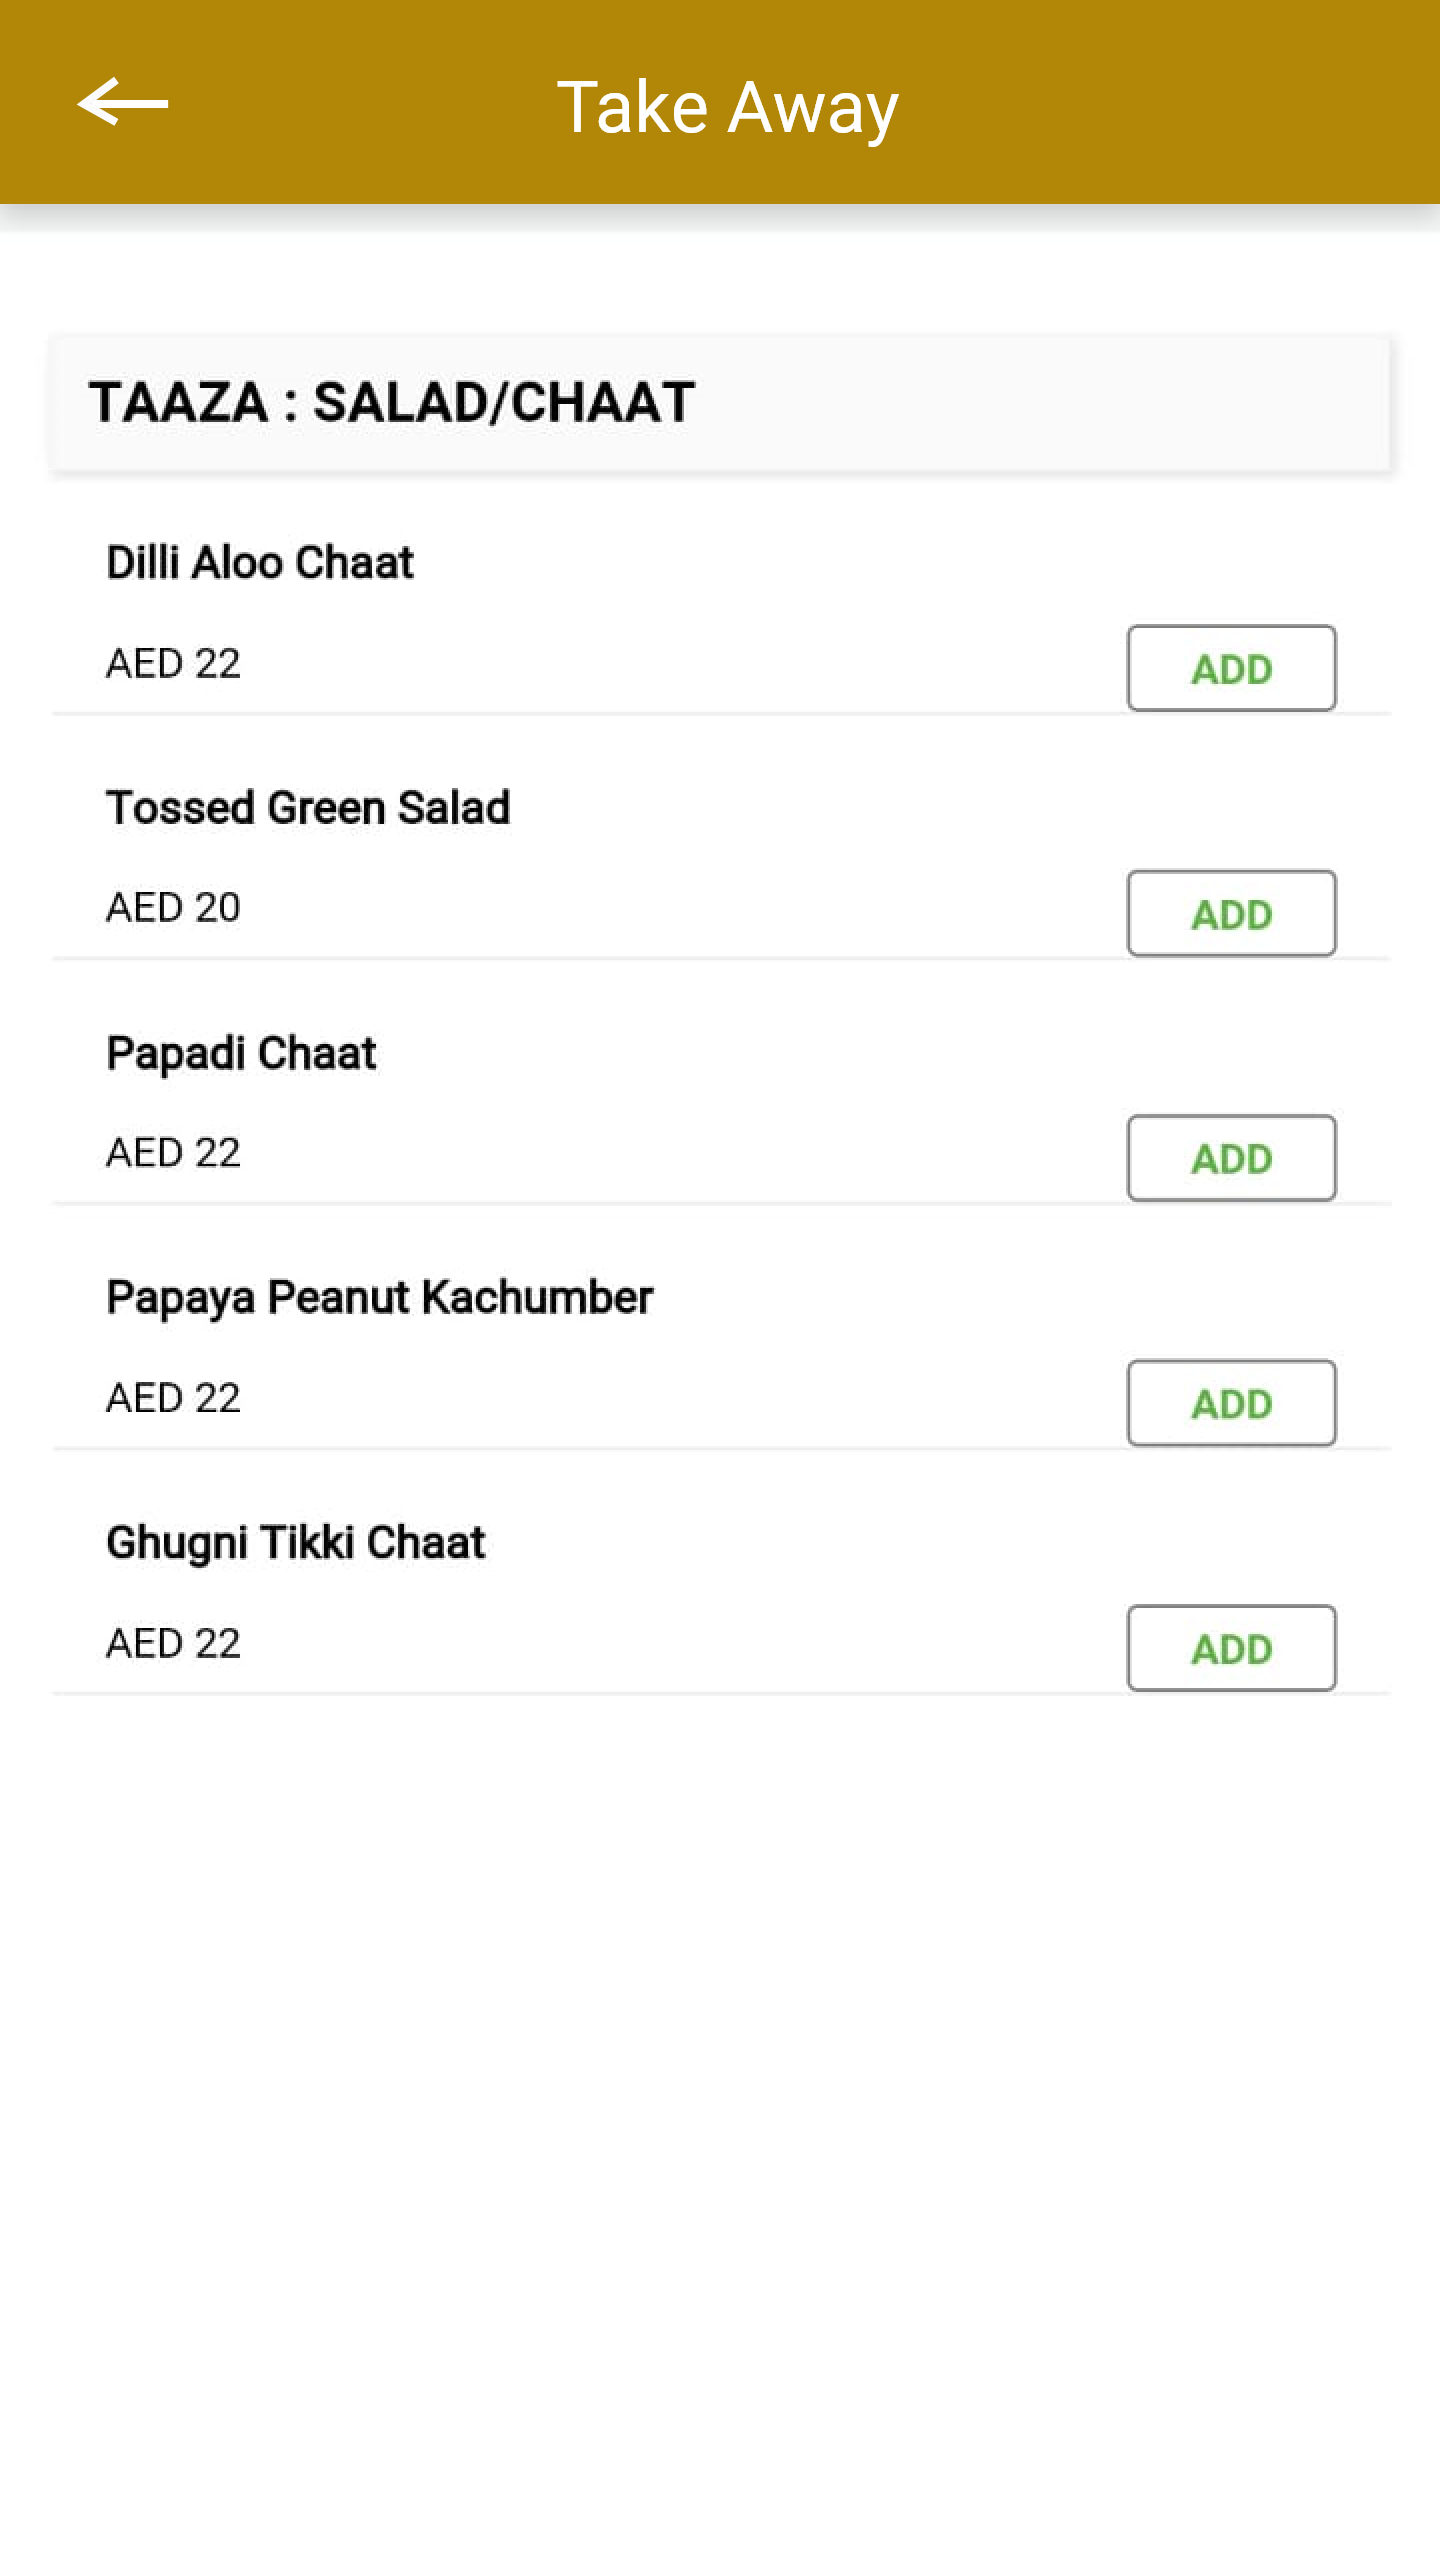 Take Away
TAAZA : SALAD/CHAAT
Dilli Aloo Chaat
AED 22
ADD
Tossed Green Salad
AED 20
ADD
Papadi Chaat
AED 22
ADD
Papaya Peanut Kachumber
AED 22
ADD
Ghugni Tikki Chaat
AED 22
ADD